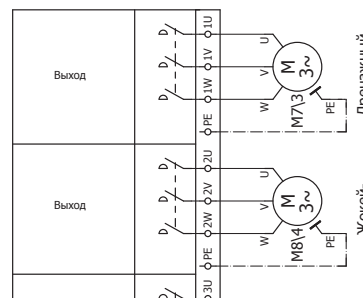 Выход
1U
1V
1W
PE
U
V
W
M
3~
M7\3
PE
Дренажный
Выход
2U
2V
2W
PE
U
V
W
M
3~
M8\4
PE
Жокей-
3U